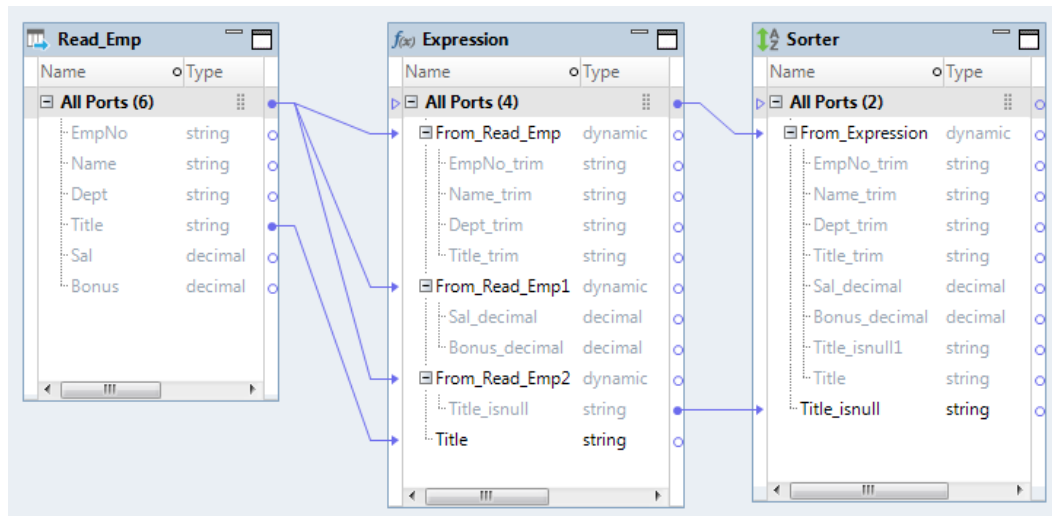 Read_Emp
Name Type
All Ports (6)
EmpNo string
Name string
Dept string
Title string
Sal decimal
Bonus decimal
f(x) Expression
Name Type
All Ports (4)
From_Read_Emp dynamic
EmpNo_trim string
Name_trim string
Dept_trim string
Title_trim string
From_Read_Emp1 dynamic
Sal_decimal decimal
Bonus_decimal decimal
From_Read_Emp2 dynamic
Title_isnull string
Title string
A Z Sorter
Name Type
All Ports (2)
From_Expression dynamic
EmpNo_trim string
Name_trim string
Dept_trim string
Title_trim string
Sal_decimal decimal
Bonus_decimal decimal
Title_isnull1 string
Title string
Title_isnull string